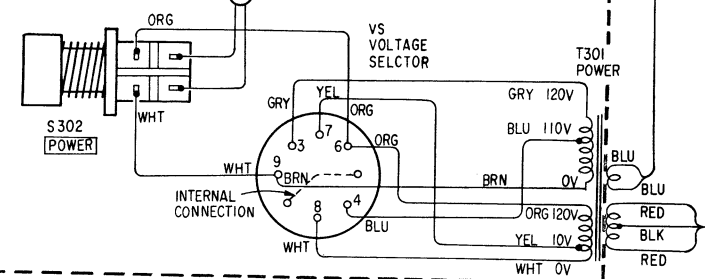 ORG
VS
VOLTAGE
SELCTOR
T301
POWER
GRY
YEL
ORG
GRY 120V
S302
POWER
WHT
BLU 110V
3
7
6
ORG
WHT
9
BRN
BRN
0V
BLU
BLU
INTERNAL
CONNECTION
8
4
BLU
ORG 120V
RED
YEL 10V
BLK
WHT
WHT 0V
RED